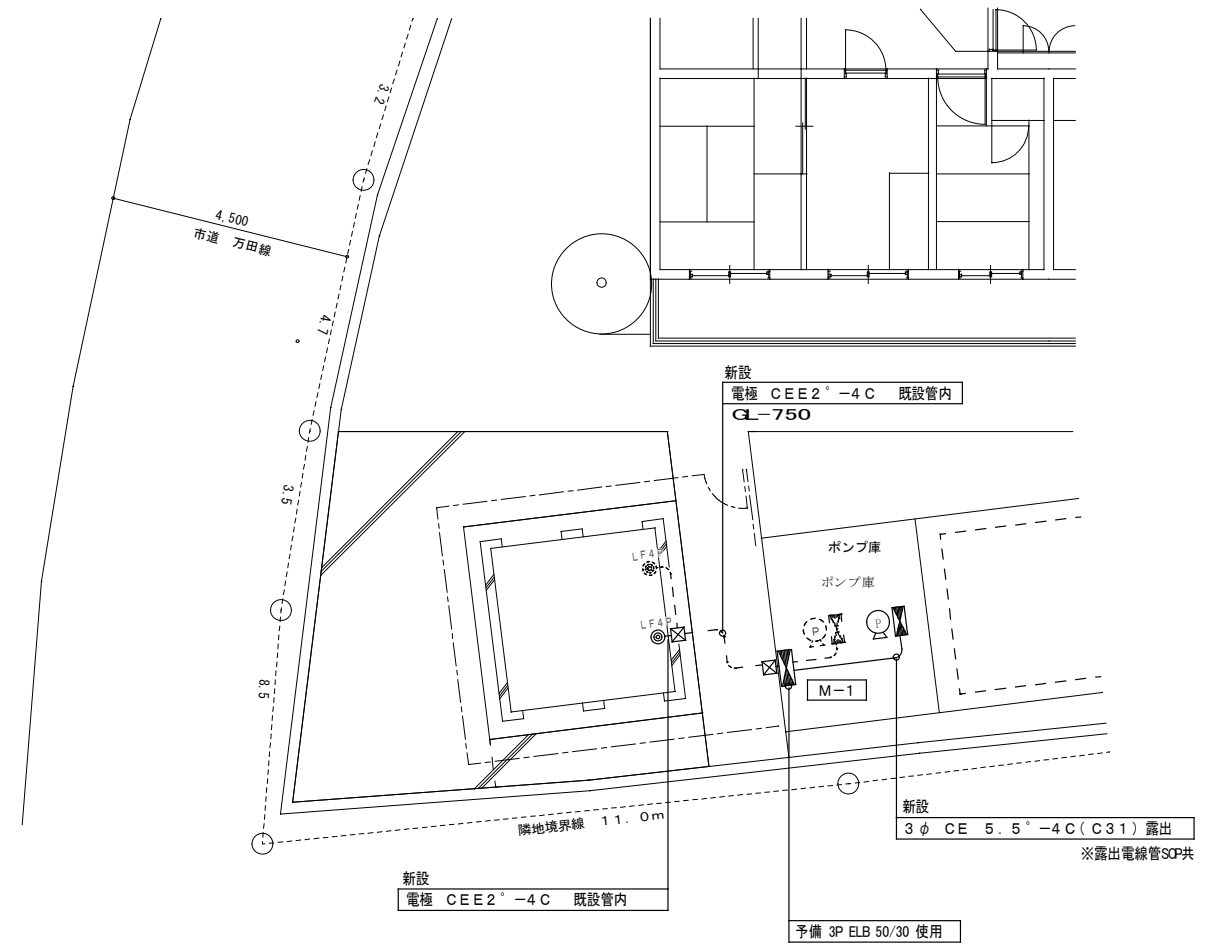 3.2
4,500
市道 万田線
4.7
新設
電極 CEE2゜−4C 既設管内
GL−750
3.5
ポンプ庫
ポンプ庫
LF4P
LF4P
P
P
8.5
M−1
隣地境界線 11.0m
新設
3φ CE 5.5゜−4C(C31) 露出
※露出電線管SOP共
新設
電極 CEE2゜−4C 既設管内
予備 3P ELB 50/30 使用